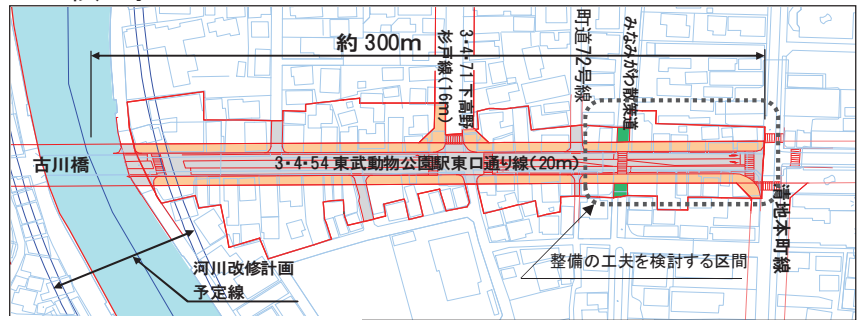 約 300m
3・4・71 下高野
杉戸線(16m)
町道72号線
みなみがわ散策道
古川橋
3・4・54 東武動物公園駅東口通り線(20m)
清地本町線
河川改修計画
予定線
整備の工夫を検討する区間